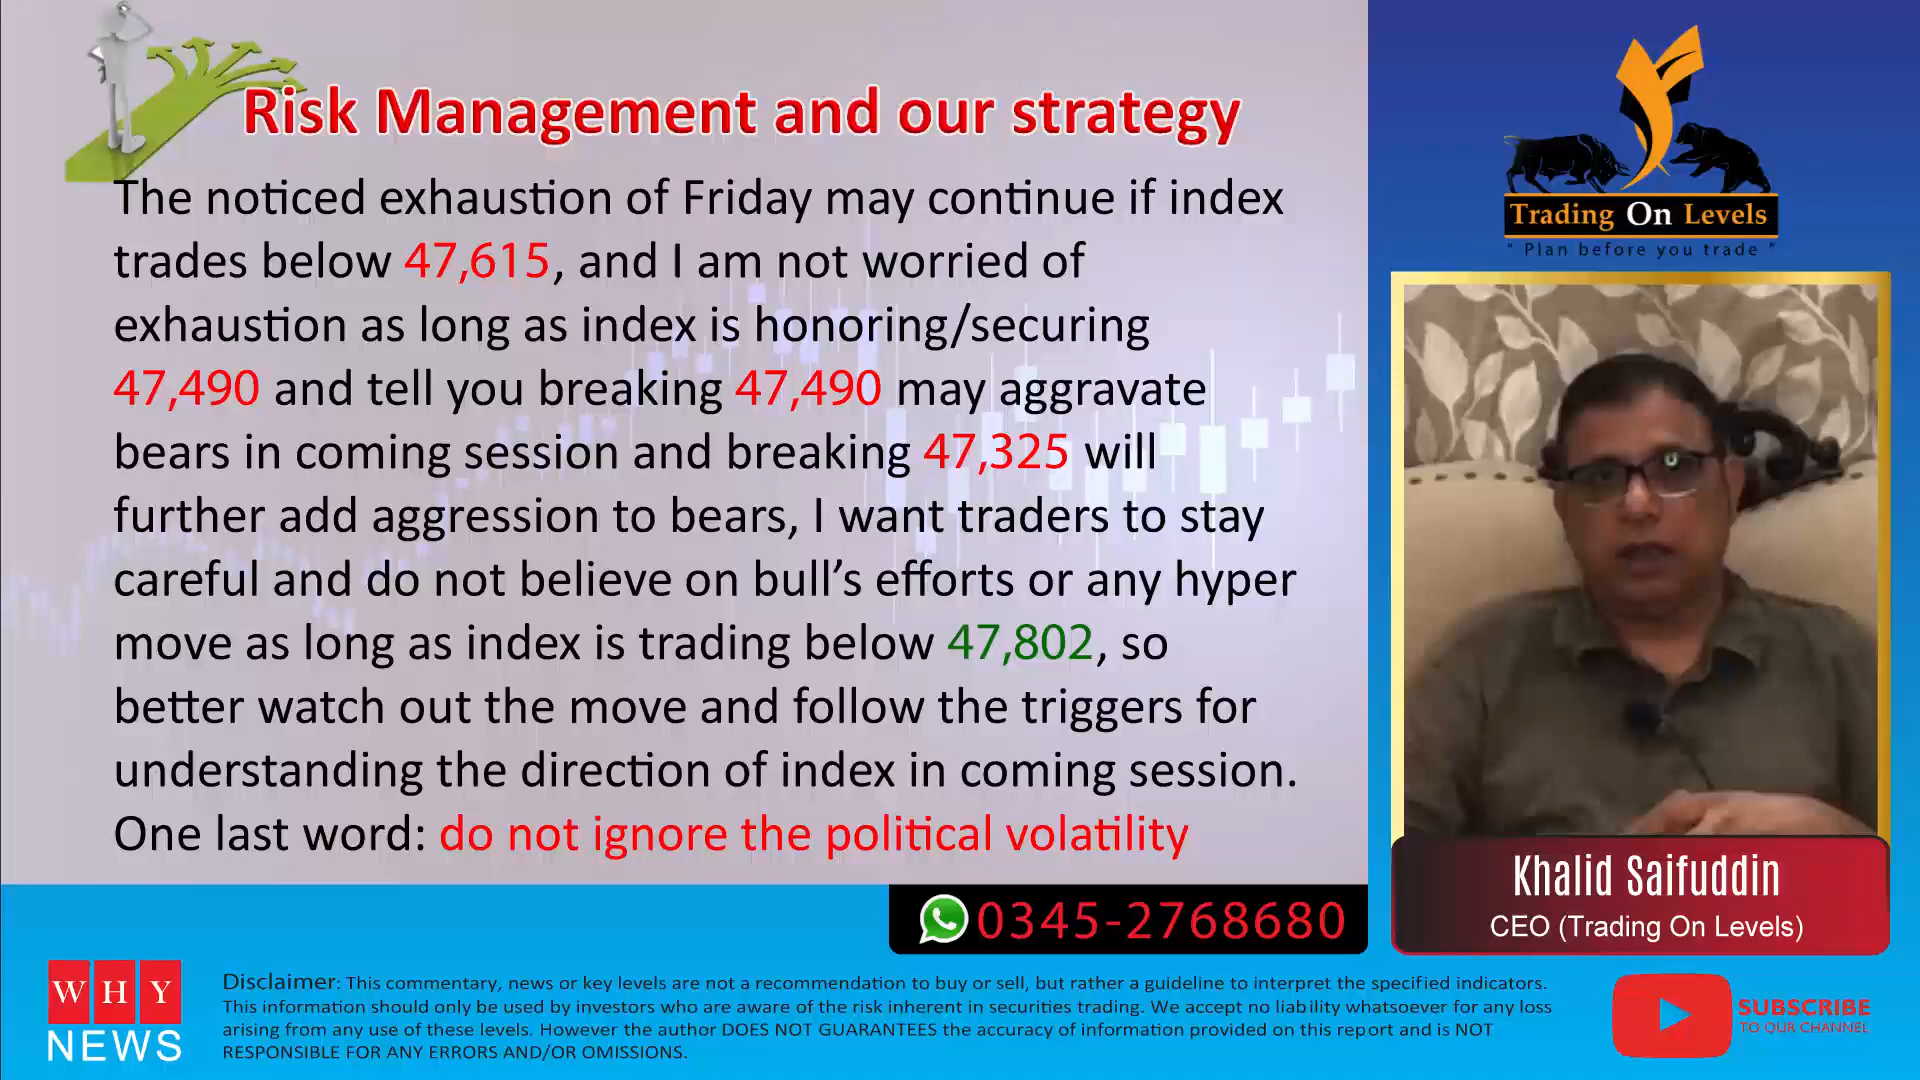 Risk Management and our strategy
The noticed exhaustion of Friday may continue if index
trades below 47,615, and I am not worried of
exhaustion as long as index is honoring/securing
47,490 and tell you breaking 47,490 may aggravate
bears in coming session and breaking 47,325 will
further add aggression to bears, I want traders to stay
careful and do not believe on bull’s efforts or any hyper
move as long as index is trading below 47,802, so
better watch out the move and follow the triggers for
understanding the direction of index in coming session.
One last word: do not ignore the political volatility
0345-2768680
Trading On Levels
" Plan before you trade "
Khalid Saifuddin
CEO (Trading On Levels)
WHY
NEWS
Disclaimer: This commentary, news or key levels are not a recommendation to buy or sell, but rather a guideline to interpret the specified indicators.
This information should only be used by investors who are aware of the risk inherent in securities trading. We accept no liability whatsoever for any loss
arising from any use of these levels. However the author DOES NOT GUARANTEES the accuracy of information provided on this report and is NOT
RESPONSIBLE FOR ANY ERRORS AND/OR OMISSIONS.
SUBSCRIBE
TO OUR CHANNEL